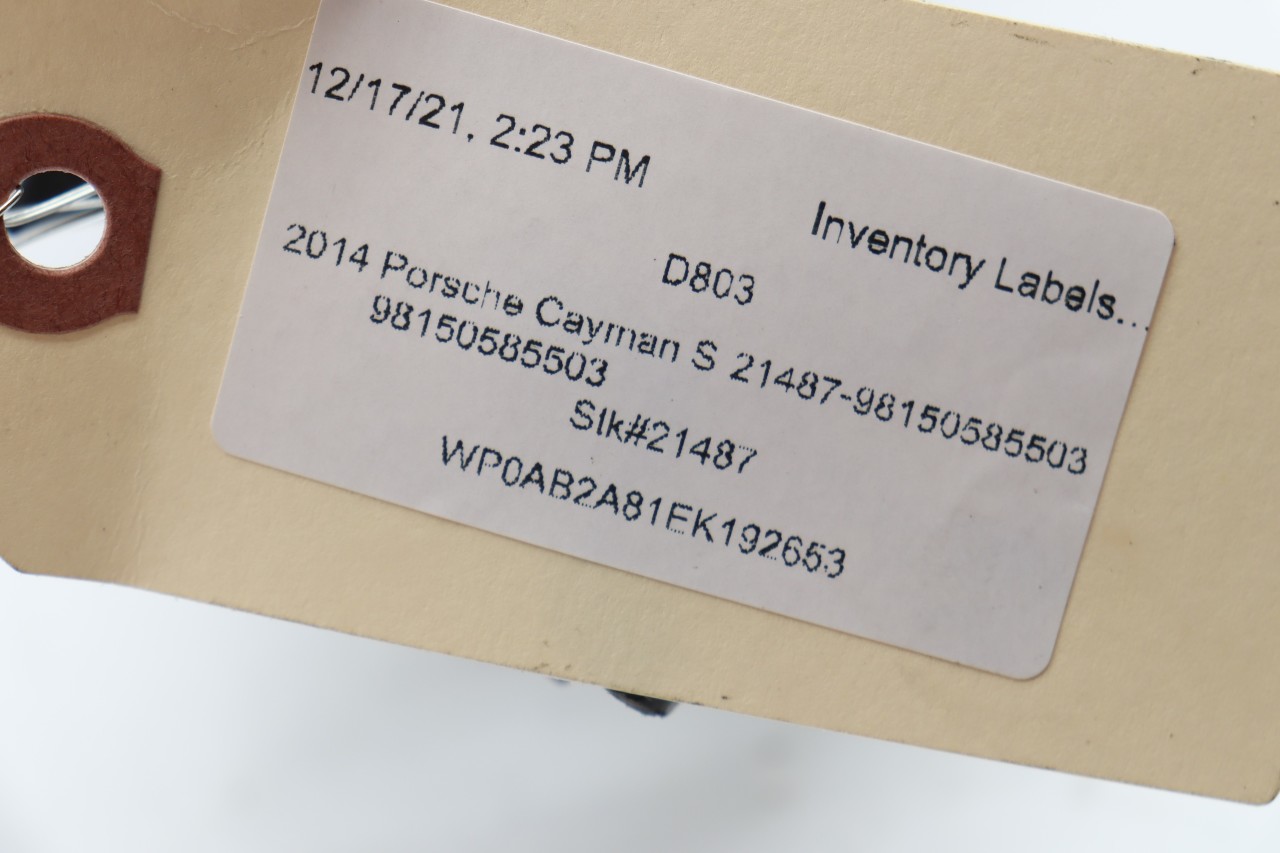 12/17/21, 2:23 PM
Inventory Labels...
D803
2014 Porsche Cayman S 21487-98150585503
98150585503
Stk#21487
WP0AB2A81EK192653